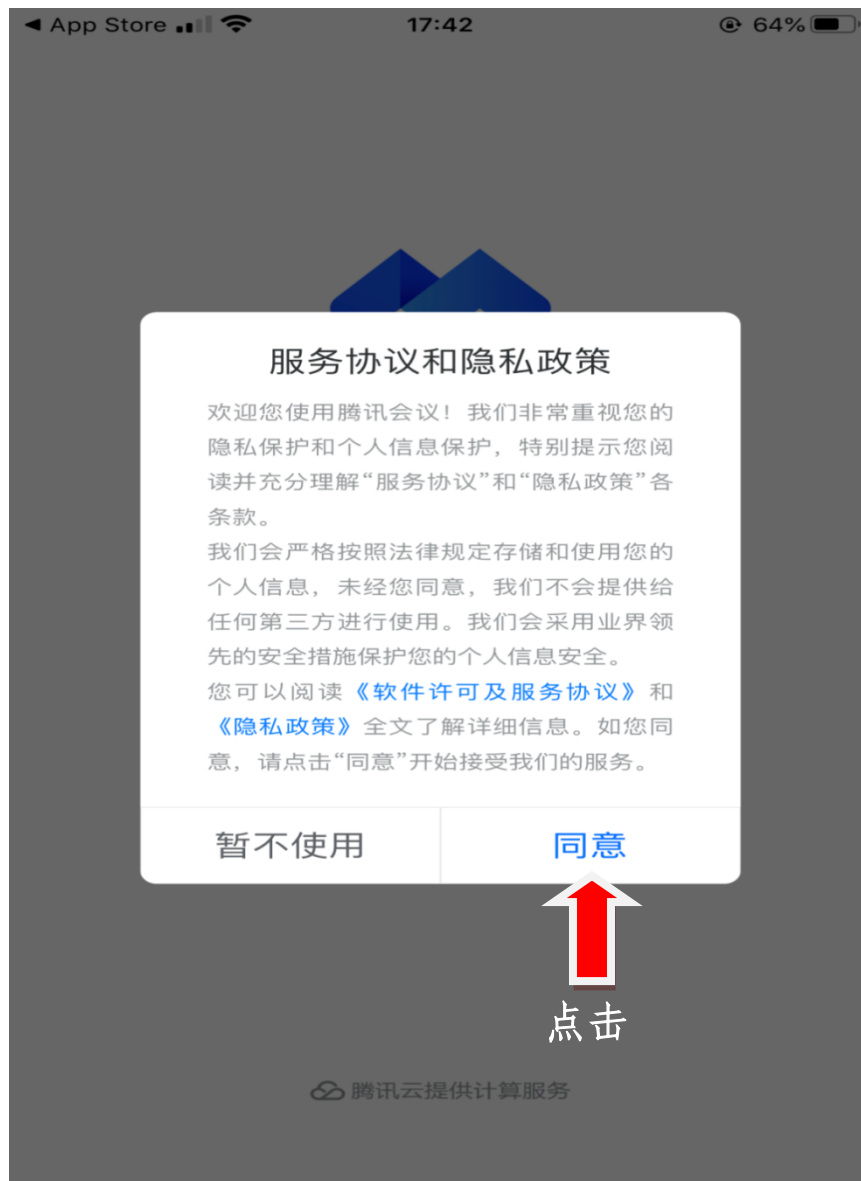 App Store 17:42 64%
服务协议和隐私政策
欢迎您使用腾讯会议！我们非常重视您的
隐私保护和个人信息保护，特别提示您阅
读并充分理解“服务协议”和“隐私政策”各
条款。
我们会严格按照法律规定存储和使用您的
个人信息，未经您同意，我们不会提供给
任何第三方进行使用。我们会采用业界领
先的安全措施保护您的个人信息安全。
您可以阅读《软件许可及服务协议》和
《隐私政策》全文了解详细信息。如您同
意，请点击“同意”开始接受我们的服务。
暂不使用 同意
点击
腾讯云提供计算服务